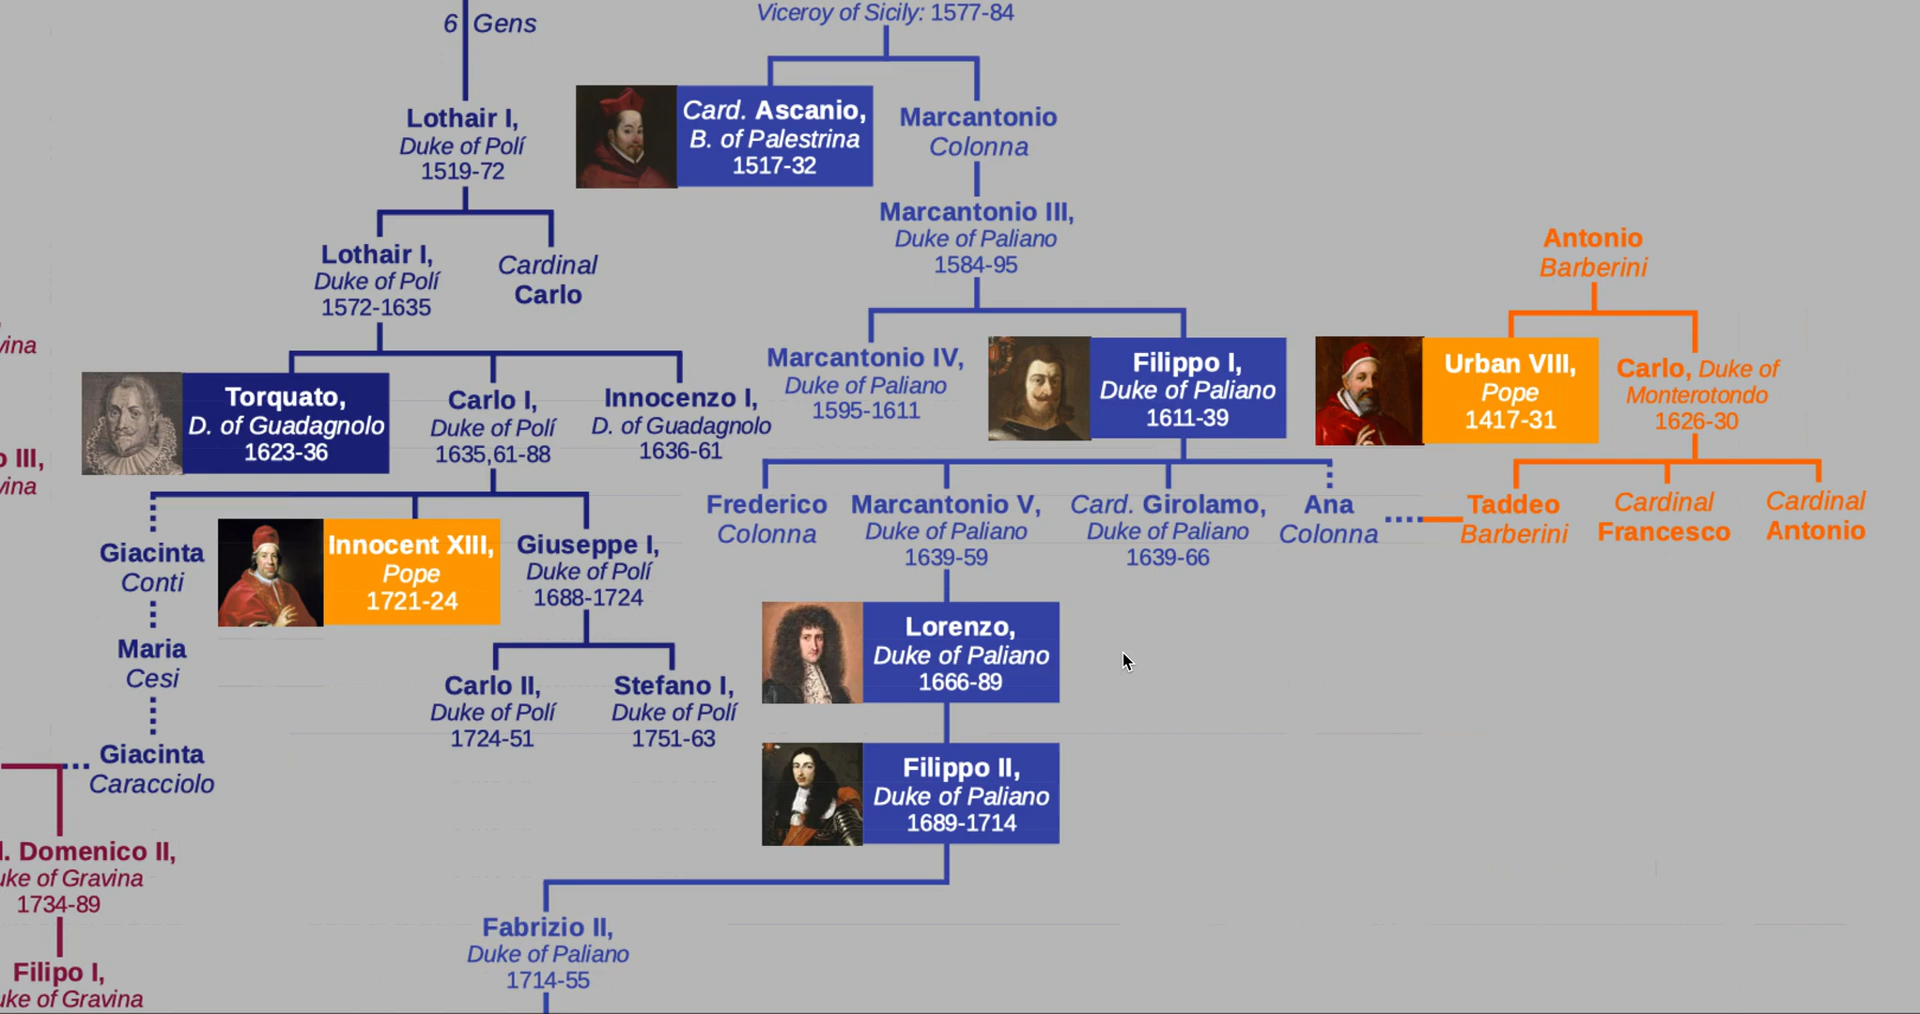 6 Gens
Viceroy of Sicily: 1577-84
Lothair I,
Duke of Polí
1519-72
Card. Ascanio,
B. of Palestrina
1517-32
Marcantonio
Colonna
Marcantonio III,
Duke of Paliano
1584-95
Lothair I,
Duke of Polí
1572-1635
Cardinal
Carlo
Antonio
Barberini
Torquato,
D. of Guadagnolo
1623-36
Carlo I,
Duke of Polí
1635,61-88
Innocenzo I,
D. of Guadagnolo
1636-61
Marcantonio IV,
Duke of Paliano
1595-1611
Filippo I,
Duke of Paliano
1611-39
Urban VIII,
Pope
1417-31
Carlo, Duke of
Monterotondo
1626-30
III,
Frederico
Colonna
Marcantonio V,
Duke of Paliano
1639-59
Card. Girolamo,
Duke of Paliano
1639-66
Ana
Colonna
Taddeo
Barberini
Cardinal
Francesco
Cardinal
Antonio
Giacinta
Conti
Innocent XIII,
Pope
1721-24
Giuseppe I,
Duke of Polí
1688-1724
Maria
Cesi
Lorenzo,
Duke of Paliano
1666-89
Carlo II,
Duke of Polí
1724-51
Stefano I,
Duke of Polí
1751-63
Giacinta
Caracciolo
Filippo II,
Duke of Paliano
1689-1714
Domenico II,
of Gravina
1734-89
Fabrizio II,
Duke of Paliano
1714-55
Filipo I,
of Gravina